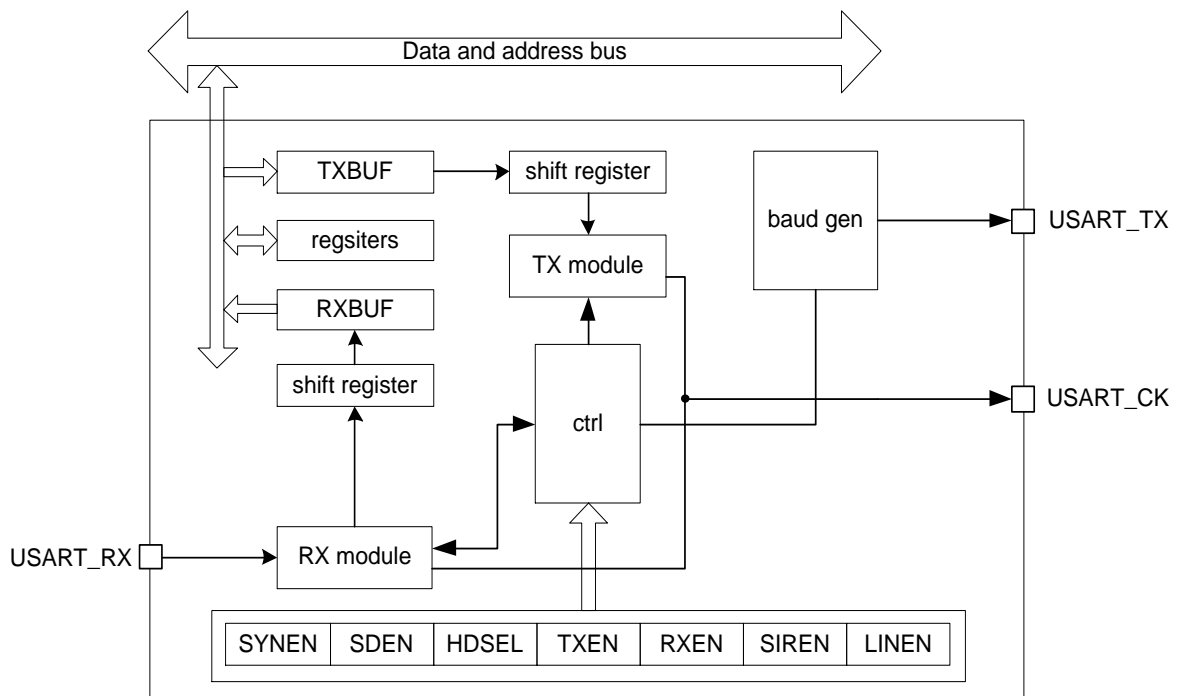 Data and address bus
TXBUF
shift register
baud gen
USART_TX
regsiters
TX module
RXBUF
shift register
ctrl
USART_CK
USART_RX
RX module
SYNEN SDEN HDSEL TXEN RXEN SIREN LINEN